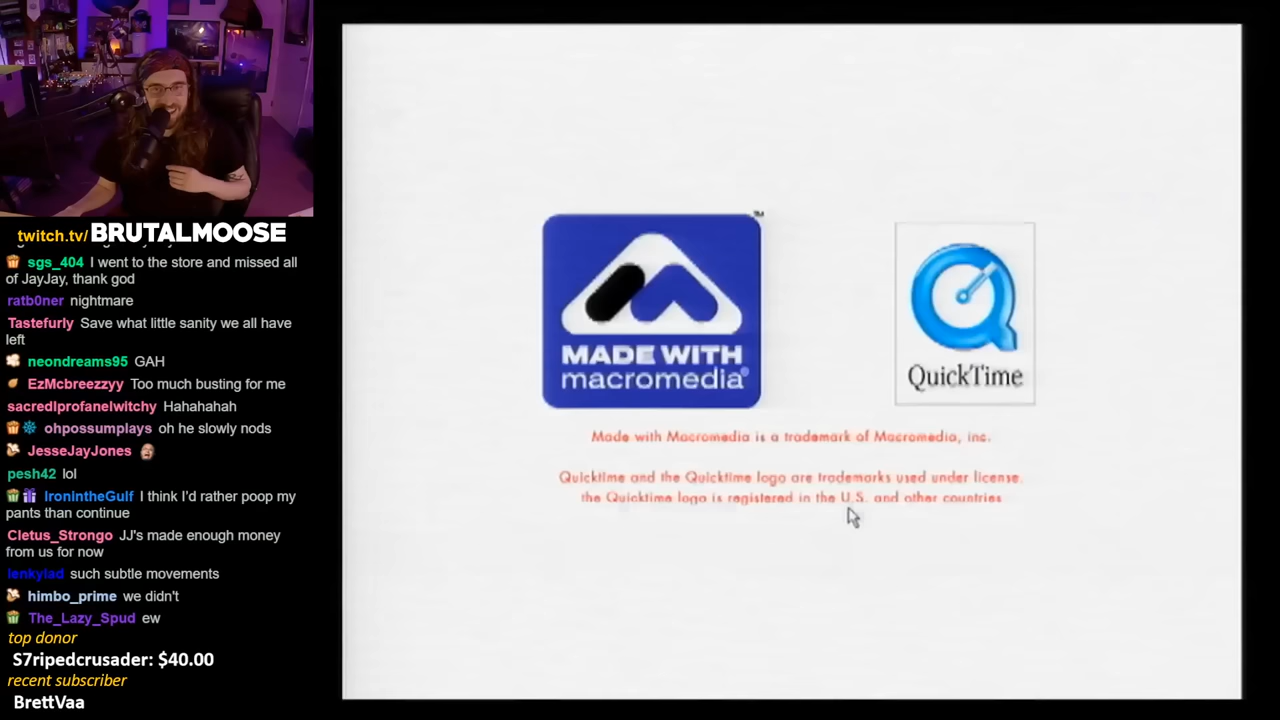 twitch.tv/BRUTALMOOSE
sgs_404 I went to the store and missed all
of JayJay, thank god
ratb0ner nightmare
Tastefurly Save what little sanity we all have
left
neondreams95 GAH
EzMcbreezzyy Too much busting for me
sacredlprofanelwitchy Hahahahah
ohpossumplays oh he slowly nods
JesseJayJones
pesh42 lol
IronintheGulf I think I'd rather poop my
pants than continue
Cletus_Strongo JJ's made enough money
from us for now
lenkylad such subtle movements
himbo_prime we didn't
The_Lazy_Spud ew
top donor
S7ripedcrusader: $40.00
recent subscriber
BrettVaa
TM
MADE WITH
macromedia®
QuickTime
Made with Macromedia is a trademark of Macromedia, inc.
Quicktime and the Quicktime logo are trademarks used under license.
the Quicktime logo is registered in the U.S. and other countries